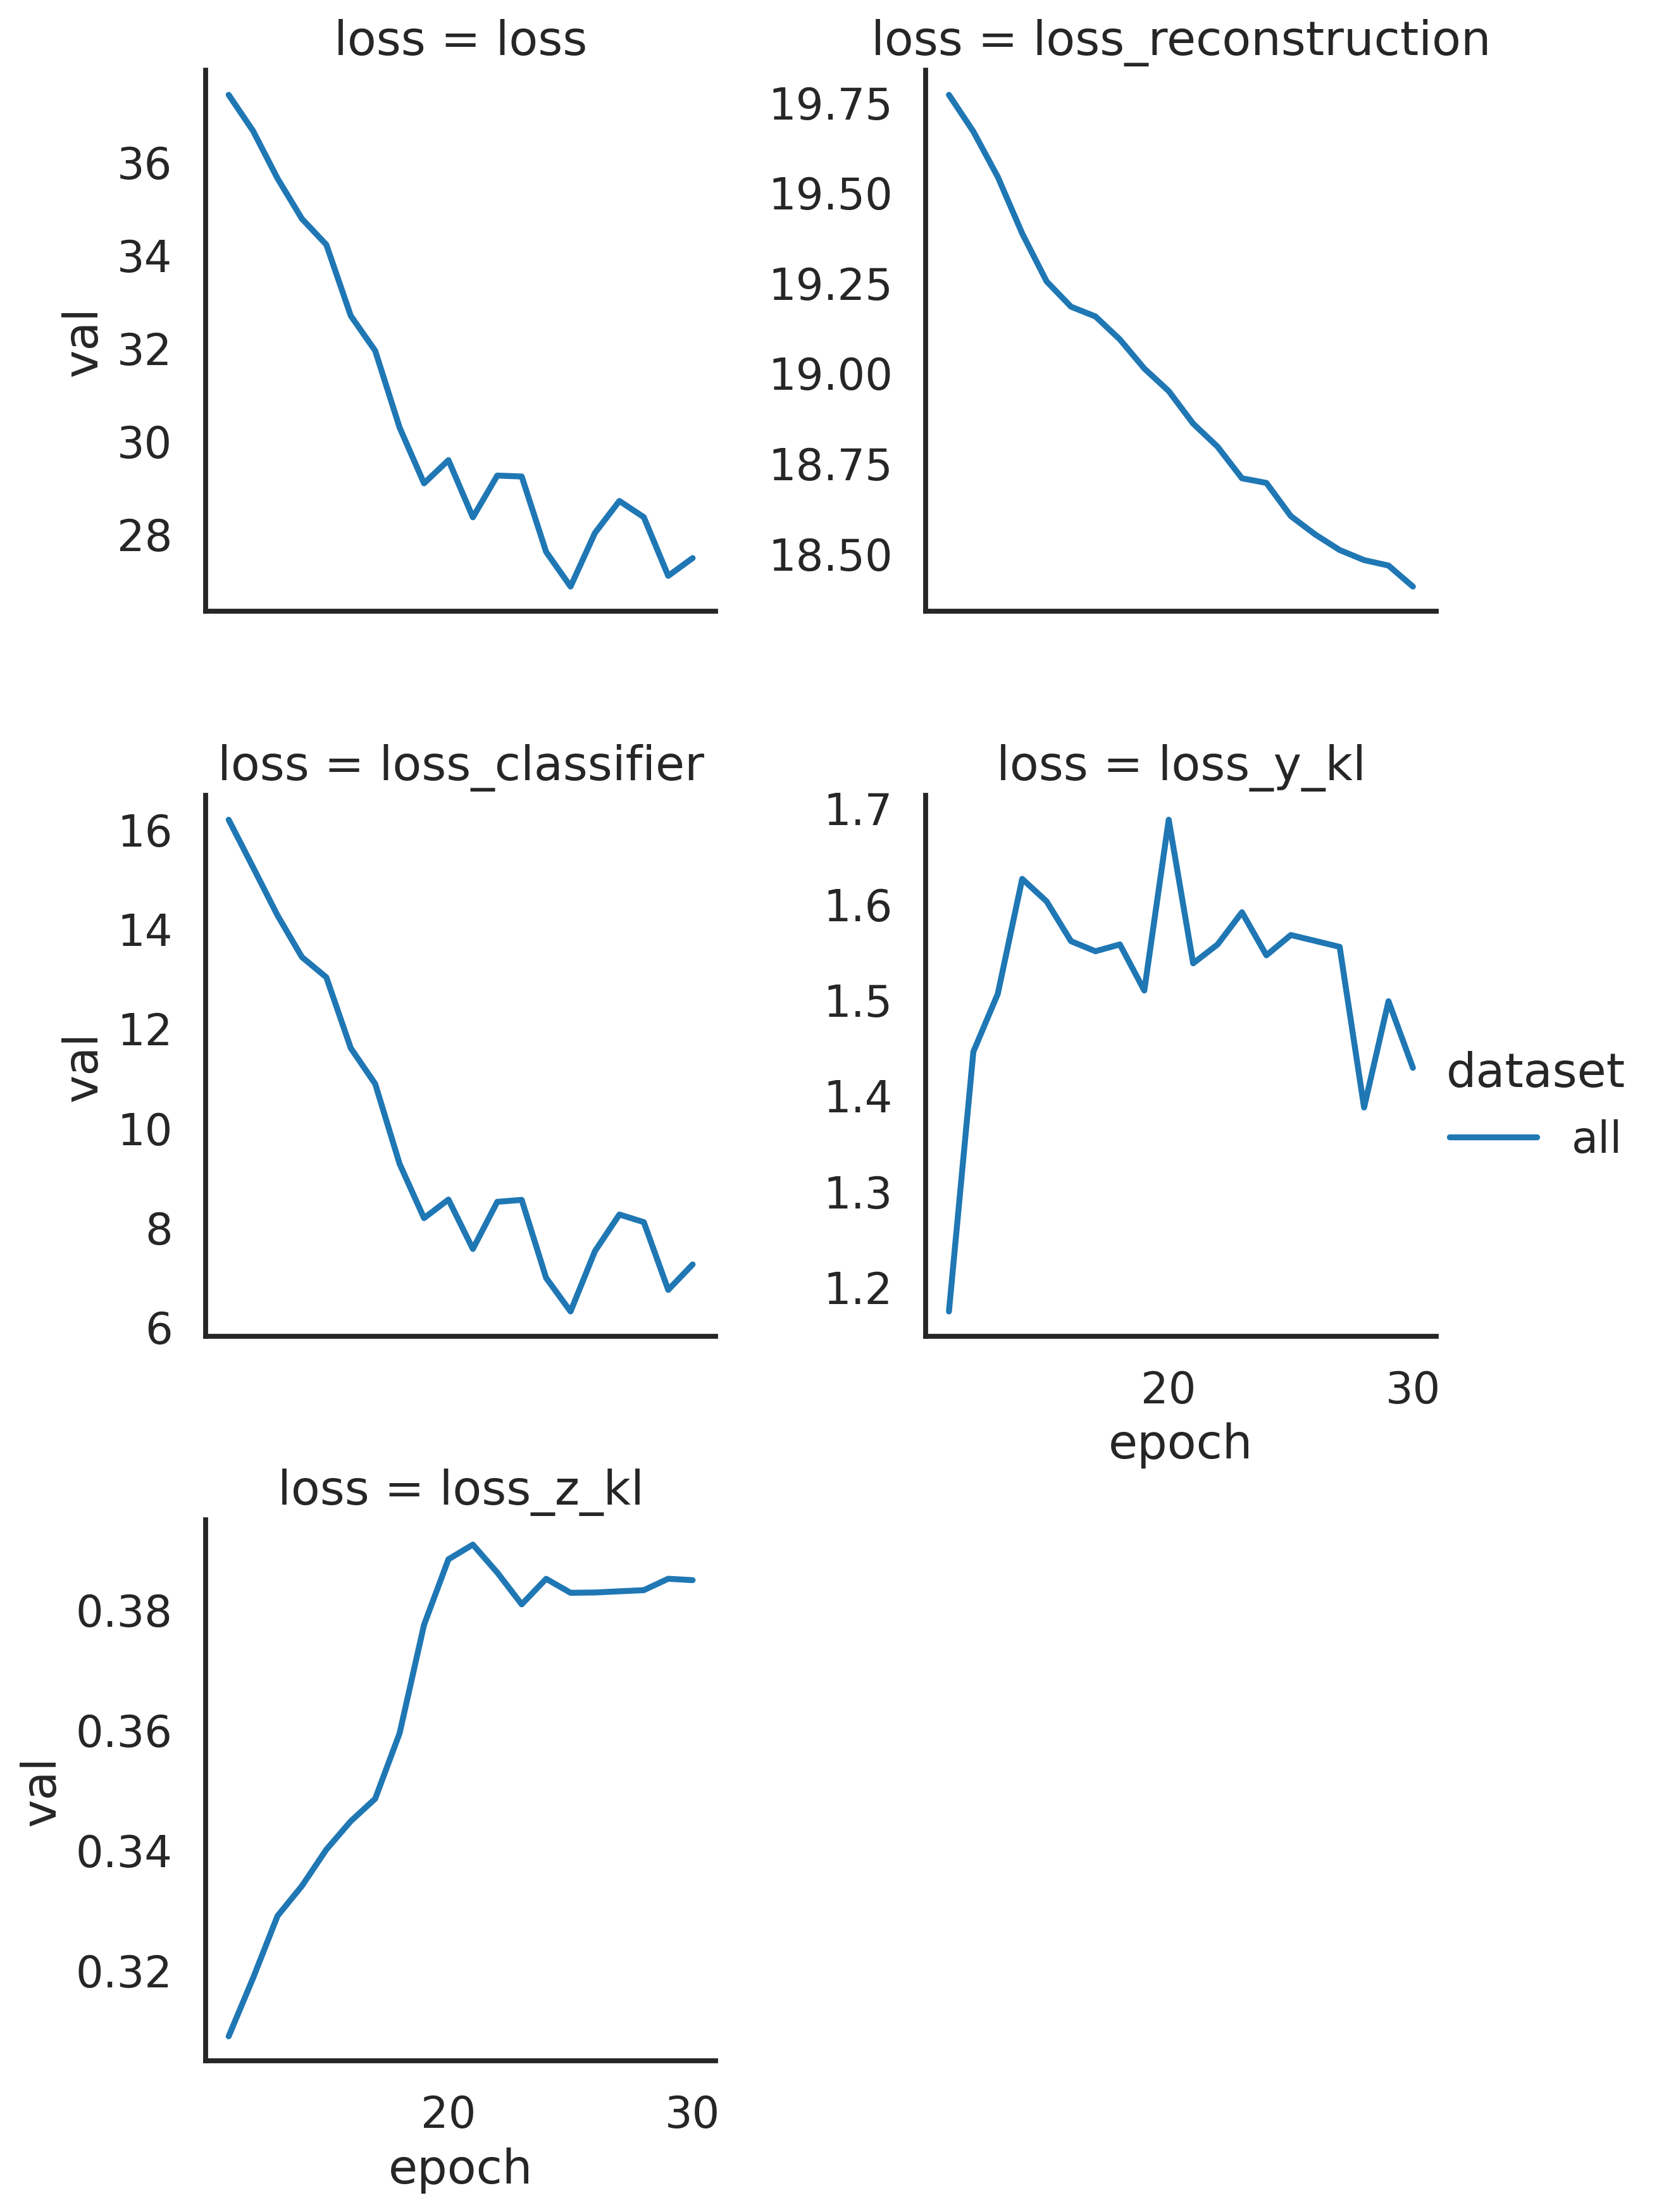 loss = loss
36
34
32
30
28
val
loss = loss_reconstruction
19.75
19.50
19.25
19.00
18.75
18.50
loss = loss_classifier
16
14
12
10
8
6
val
loss = loss_y_kl
1.7
1.6
1.5
1.4
1.3
1.2
20 30
epoch
dataset
all
loss = loss_z_kl
0.38
0.36
0.34
0.32
val
20 30
epoch